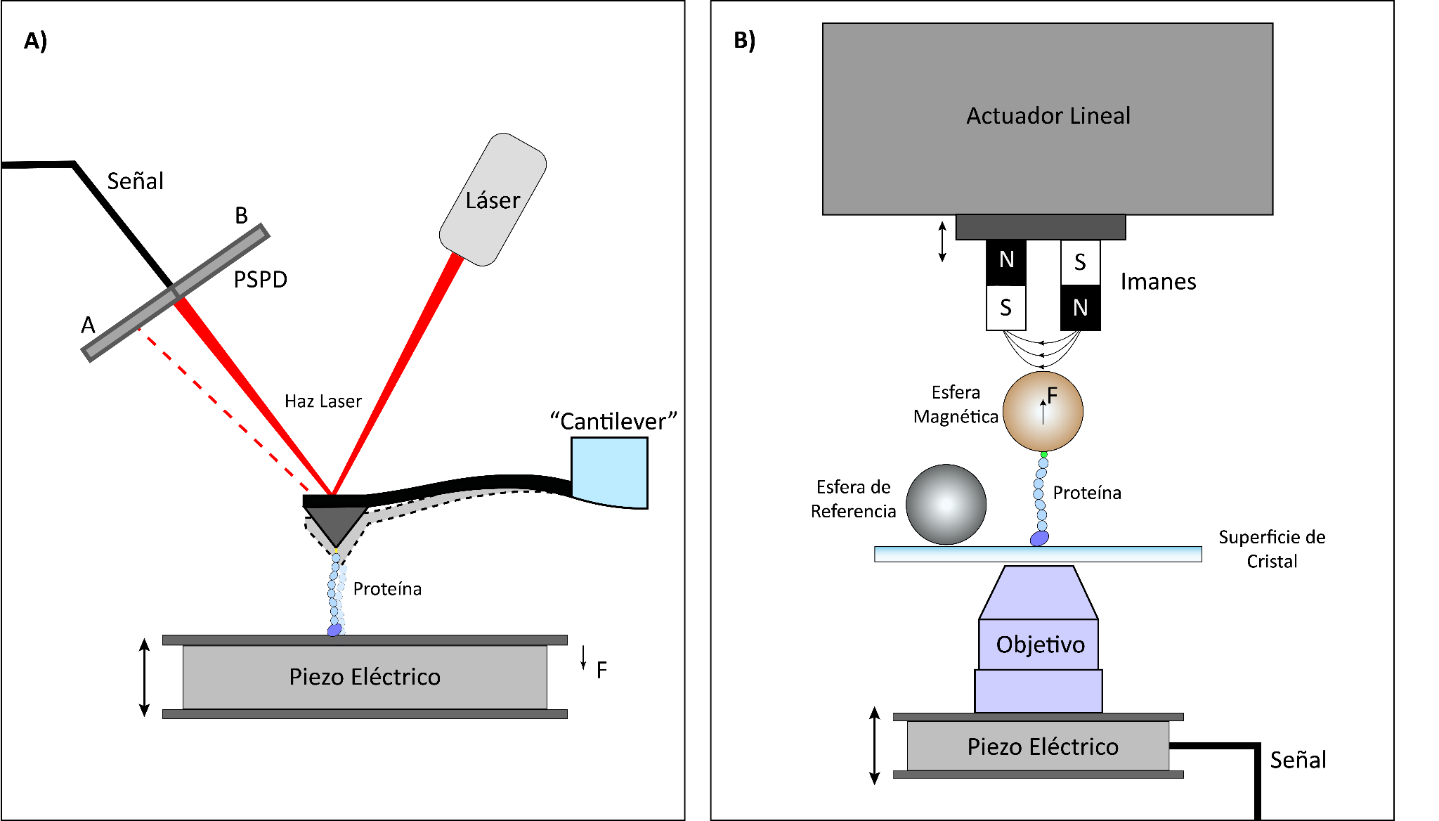 A)
Señal
B
PSPD
A
Láser
Haz Laser
“Cantilever”
Proteína
Piezo Eléctrico
F
B)
Actuador Lineal
N
S
S
N
Imanes
Esfera
Magnética
F
Esfera de
Referencia
Proteína
Superficie de
Cristal
Objetivo
Piezo Eléctrico
Señal